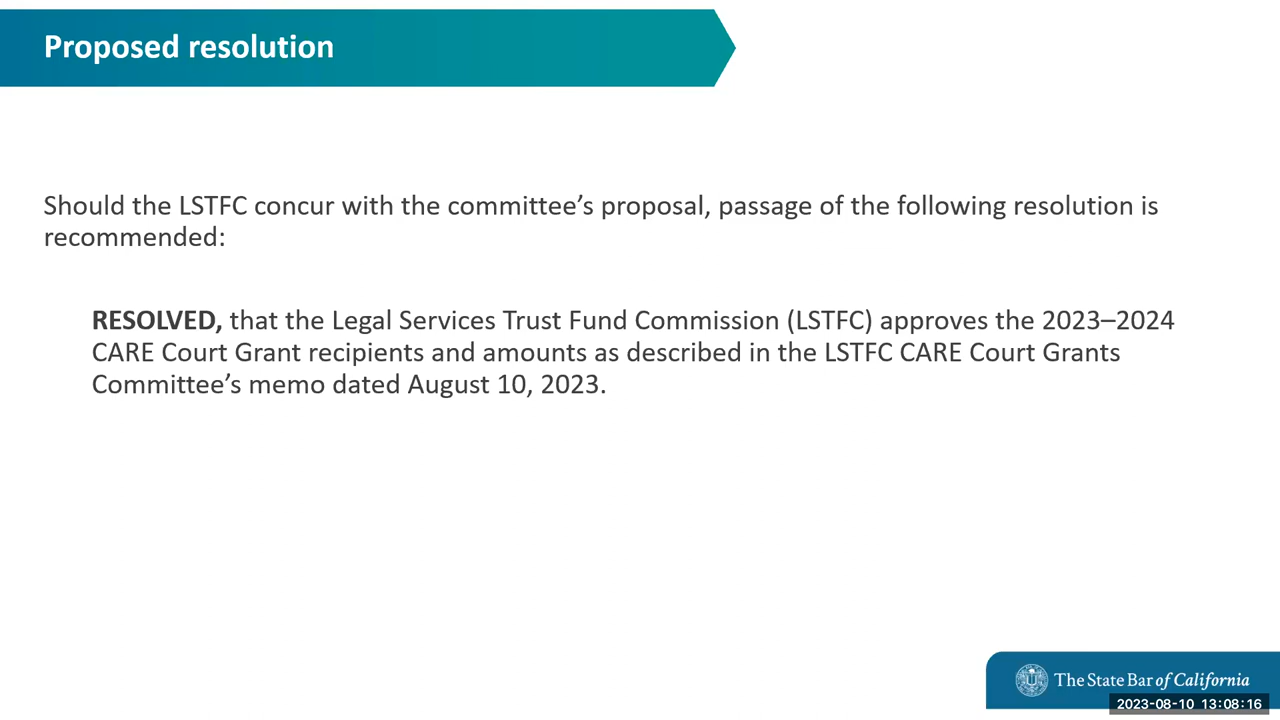 Proposed resolution
Should the LSTFC concur with the committee’s proposal, passage of the following resolution is
recommended:
RESOLVED, that the Legal Services Trust Fund Commission (LSTFC) approves the 2023–2024
CARE Court Grant recipients and amounts as described in the LSTFC CARE Court Grants
Committee’s memo dated August 10, 2023.
The State Bar of California
2023-08-10 13:08:16